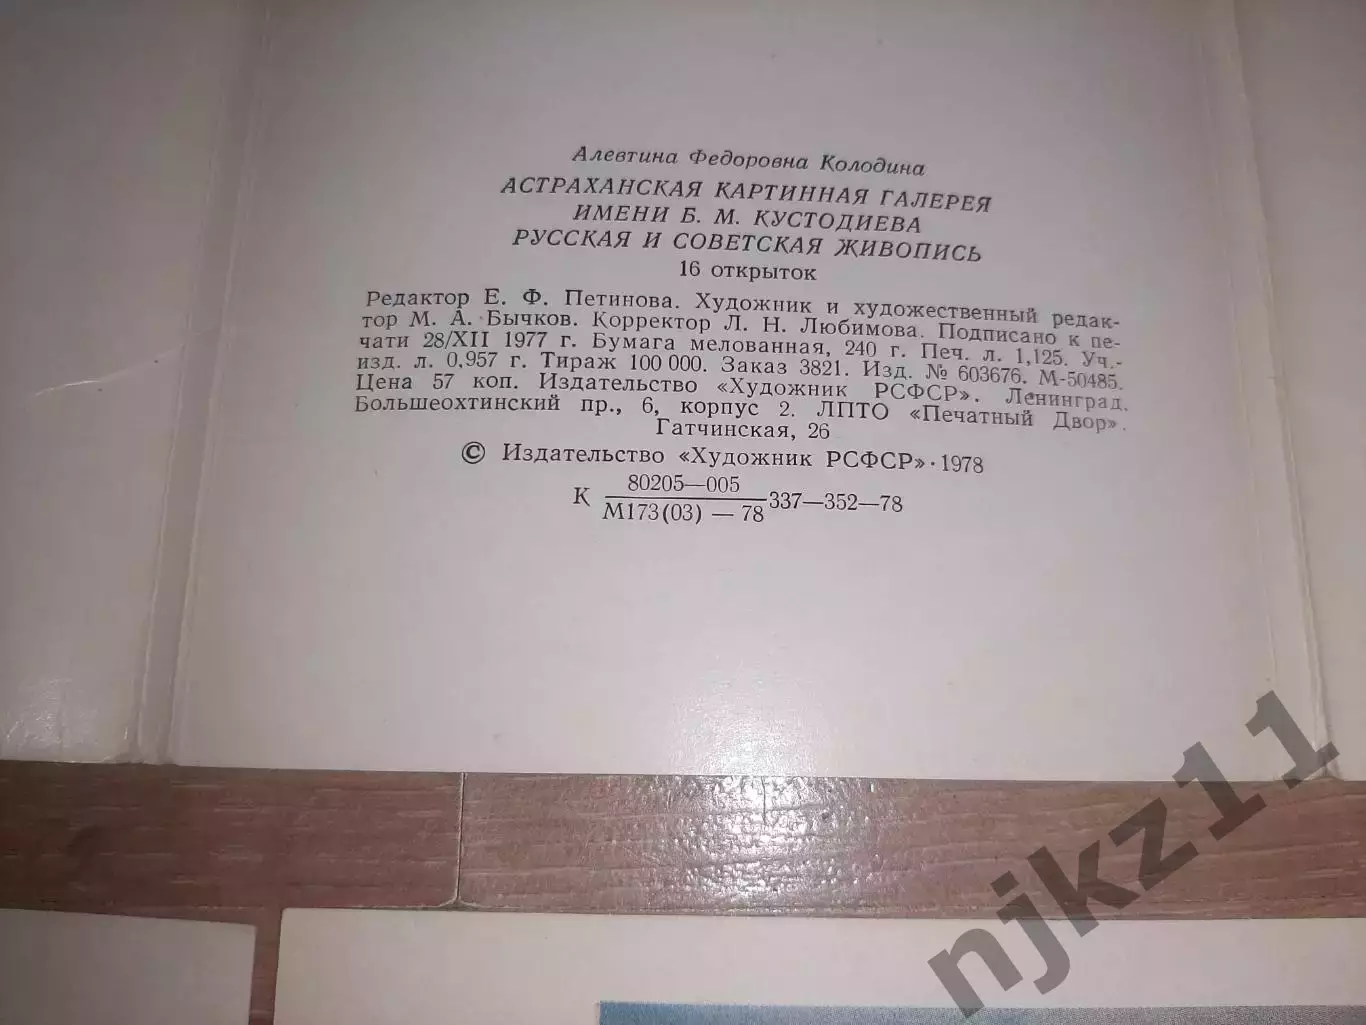 Алевтина Федоровна Колодина
АСТРАХАНСКАЯ КАРТИННАЯ ГАЛЕРЕЯ
ИМЕНИ Б. М. КУСТОДИЕВА
РУССКАЯ И СОВЕТСКАЯ ЖИВОПИСЬ
16 открыток
Редактор Е. Ф. Петинова. Художник и художественный редак-
тор М. А. Бычков. Корректор Л. Н. Любимова. Подписано к пе-
чати 28/XII 1977 г. Бумага мелованная, 240 г. Печ. л. 1,125. Уч.-
изд. л. 0,957 г. Тираж 100 000. Заказ 3821. Изд. № 603676. М-50485.
Цена 57 коп. Издательство «Художник РСФСР». Ленинград,
Большеохтинский пр., 6, корпус 2. ЛПТО «Печатный Двор».
Гатчинская, 26
© Издательство «Художник РСФСР» · 1978
80205—005
К 337—352—78
М173(03) — 78
njkz11